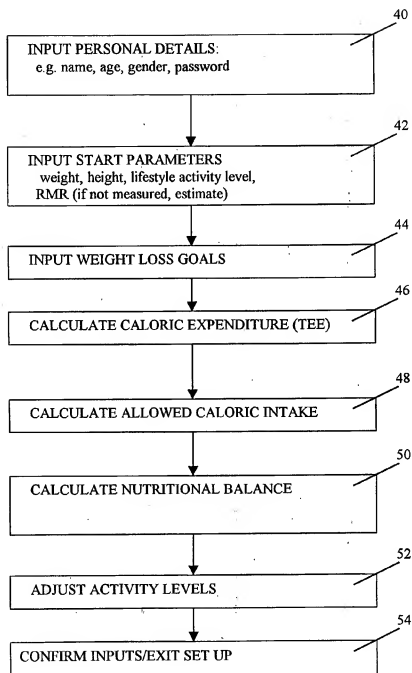 40
INPUT PERSONAL DETAILS:
e.g. name, age, gender, password
42
INPUT START PARAMETERS
weight, height, lifestyle activity level,
RMR (if not measured, estimate)
44
INPUT WEIGHT LOSS GOALS
46
CALCULATE CALORIC EXPENDITURE (TEE)
48
CALCULATE ALLOWED CALORIC INTAKE
50
CALCULATE NUTRITIONAL BALANCE
52
ADJUST ACTIVITY LEVELS
54
CONFIRM INPUTS/EXIT SET UP